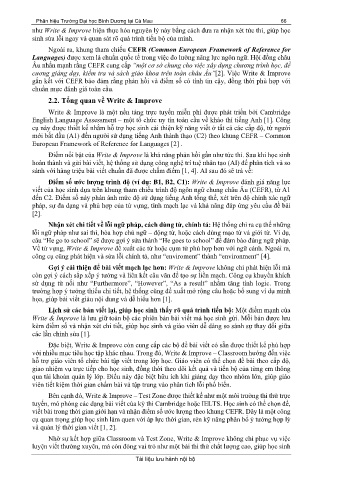 Phân hiệu Trường Đại học Bình Dương tại Cà Mau 66
như Write & Improve hiện thực hóa nguyên lý này bằng cách đưa ra nhận xét tức thì, giúp học
sinh sửa lỗi ngay và quan sát rõ quá trình tiến bộ của mình.
Ngoài ra, khung tham chiếu CEFR (Common European Framework of Reference for
Languages) được xem là chuẩn quốc tế trong việc đo lường năng lực ngôn ngữ. Hội đồng châu
Âu nhấn mạnh rằng CEFR cung cấp "một cơ sở chung cho việc xây dựng chương trình học, đề
cương giảng dạy, kiểm tra và sách giáo khoa trên toàn châu Âu"[2]. Việc Write & Improve
gắn kết với CEFR bảo đảm rằng phản hồi và điểm số có tính tin cậy, đồng thời phù hợp với
chuẩn mực đánh giá toàn cầu.
2.2. Tổng quan về Write & Improve
Write & Improve là một nền tảng trực tuyến miễn phí được phát triển bởi Cambridge
English Language Assessment – một tổ chức uy tín toàn cầu về khảo thí tiếng Anh [1]. Công
cụ này được thiết kế nhằm hỗ trợ học sinh cải thiện kỹ năng viết ở tất cả các cấp độ, từ người
mới bắt đầu (A1) đến người sử dụng tiếng Anh thành thạo (C2) theo khung CEFR – Common
European Framework of References for Languages [2] .
Điểm nổi bật của Write & Improve là khả năng phản hồi gần như tức thì. Sau khi học sinh
hoàn thành và gửi bài viết, hệ thống sử dụng công nghệ trí tuệ nhân tạo (AI) để phân tích và so
sánh với hàng triệu bài viết chuẩn đã được chấm điểm [1, 4]. AI sau đó sẽ trả về:
Điểm số ước lượng trình độ (ví dụ: B1, B2, C1): Write & Improve đánh giá năng lực
viết của học sinh dựa trên khung tham chiếu trình độ ngôn ngữ chung châu Âu (CEFR), từ A1
đến C2. Điểm số này phản ánh mức độ sử dụng tiếng Anh tổng thể, xét trên độ chính xác ngữ
pháp, sự đa dạng và phù hợp của từ vựng, tính mạch lạc và khả năng đáp ứng yêu cầu đề bài
[2].
Nhận xét chi tiết về lỗi ngữ pháp, cách dùng từ, chính tả: Hệ thống chỉ ra cụ thể những
lỗi ngữ pháp như sai thì, hòa hợp chủ ngữ – động từ, hoặc cách dùng mạo từ và giới từ. Ví dụ,
câu "He go to school" sẽ được gợi ý sửa thành "He goes to school" để đảm bảo đúng ngữ pháp.
Về từ vựng, Write & Improve đề xuất các từ hoặc cụm từ phù hợp hơn với ngữ cảnh. Ngoài ra,
công cụ cũng phát hiện và sửa lỗi chính tả, như "enviroment" thành "environment" [4].
Gợi ý cải thiện để bài viết mạch lạc hơn: Write & Improve không chỉ phát hiện lỗi mà
còn gợi ý cách sắp xếp ý tưởng và liên kết câu văn để tạo sự liền mạch. Công cụ khuyến khích
sử dụng từ nối như "Furthermore", "However", "As a result" nhằm tăng tính logic. Trong
trường hợp ý tưởng thiếu chi tiết, hệ thống cũng đề xuất mở rộng câu hoặc bổ sung ví dụ minh
họa, giúp bài viết giàu nội dung và dễ hiểu hơn [1].
Lịch sử các bản viết lại, giúp học sinh thấy rõ quá trình tiến bộ: Một điểm mạnh của
Write & Improve là lưu giữ toàn bộ các phiên bản bài viết mà học sinh gửi. Mỗi bản được lưu
kèm điểm số và nhận xét chi tiết, giúp học sinh và giáo viên dễ dàng so sánh sự thay đổi giữa
các lần chỉnh sửa [1].
Đặc biệt, Write & Improve còn cung cấp các bộ đề bài viết có sẵn được thiết kế phù hợp
với nhiều mục tiêu học tập khác nhau. Trong đó, Write & Improve – Classroom hướng đến việc
hỗ trợ giáo viên tổ chức bài tập viết trong lớp học. Giáo viên có thể chọn đề bài theo cấp độ,
giao nhiệm vụ trực tiếp cho học sinh, đồng thời theo dõi kết quả và tiến bộ của từng em thông
qua tài khoản quản lý lớp. Điều này đặc biệt hữu ích khi giảng dạy theo nhóm lớn, giúp giáo
viên tiết kiệm thời gian chấm bài và tập trung vào phân tích lỗi phổ biến.
Bên cạnh đó, Write & Improve – Test Zone được thiết kế như một môi trường thi thử trực
tuyến, mô phỏng các dạng bài viết của kỳ thi Cambridge hoặc IELTS. Học sinh có thể chọn đề,
viết bài trong thời gian giới hạn và nhận điểm số ước lượng theo khung CEFR. Đây là một công
cụ quan trọng giúp học sinh làm quen với áp lực thời gian, rèn kỹ năng phân bổ ý tưởng hợp lý
và quản lý thời gian viết [1, 2].
Nhờ sự kết hợp giữa Classroom và Test Zone, Write & Improve không chỉ phục vụ việc
luyện viết thường xuyên, mà còn đóng vai trò như một bài thi thử chất lượng cao, giúp học sinh
Tài liệu lưu hành nội bộ